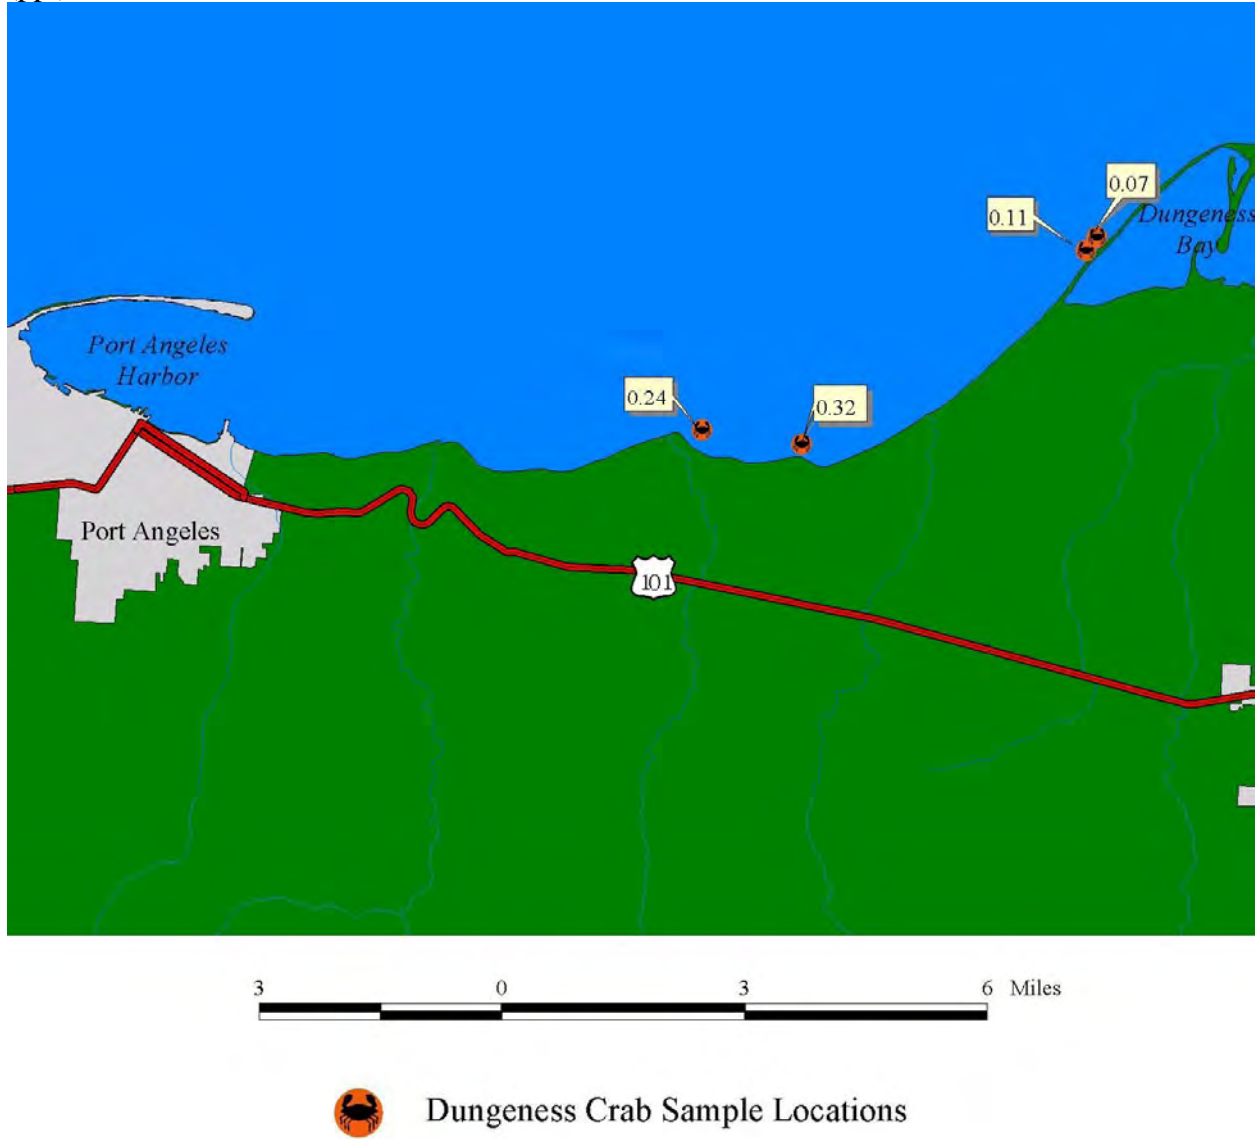 0.07
0.11
Dungeness
Bay
Port Angeles
Harbor
0.24
0.32
Port Angeles
101
3 0 3 6 Miles
Dungeness Crab Sample Locations